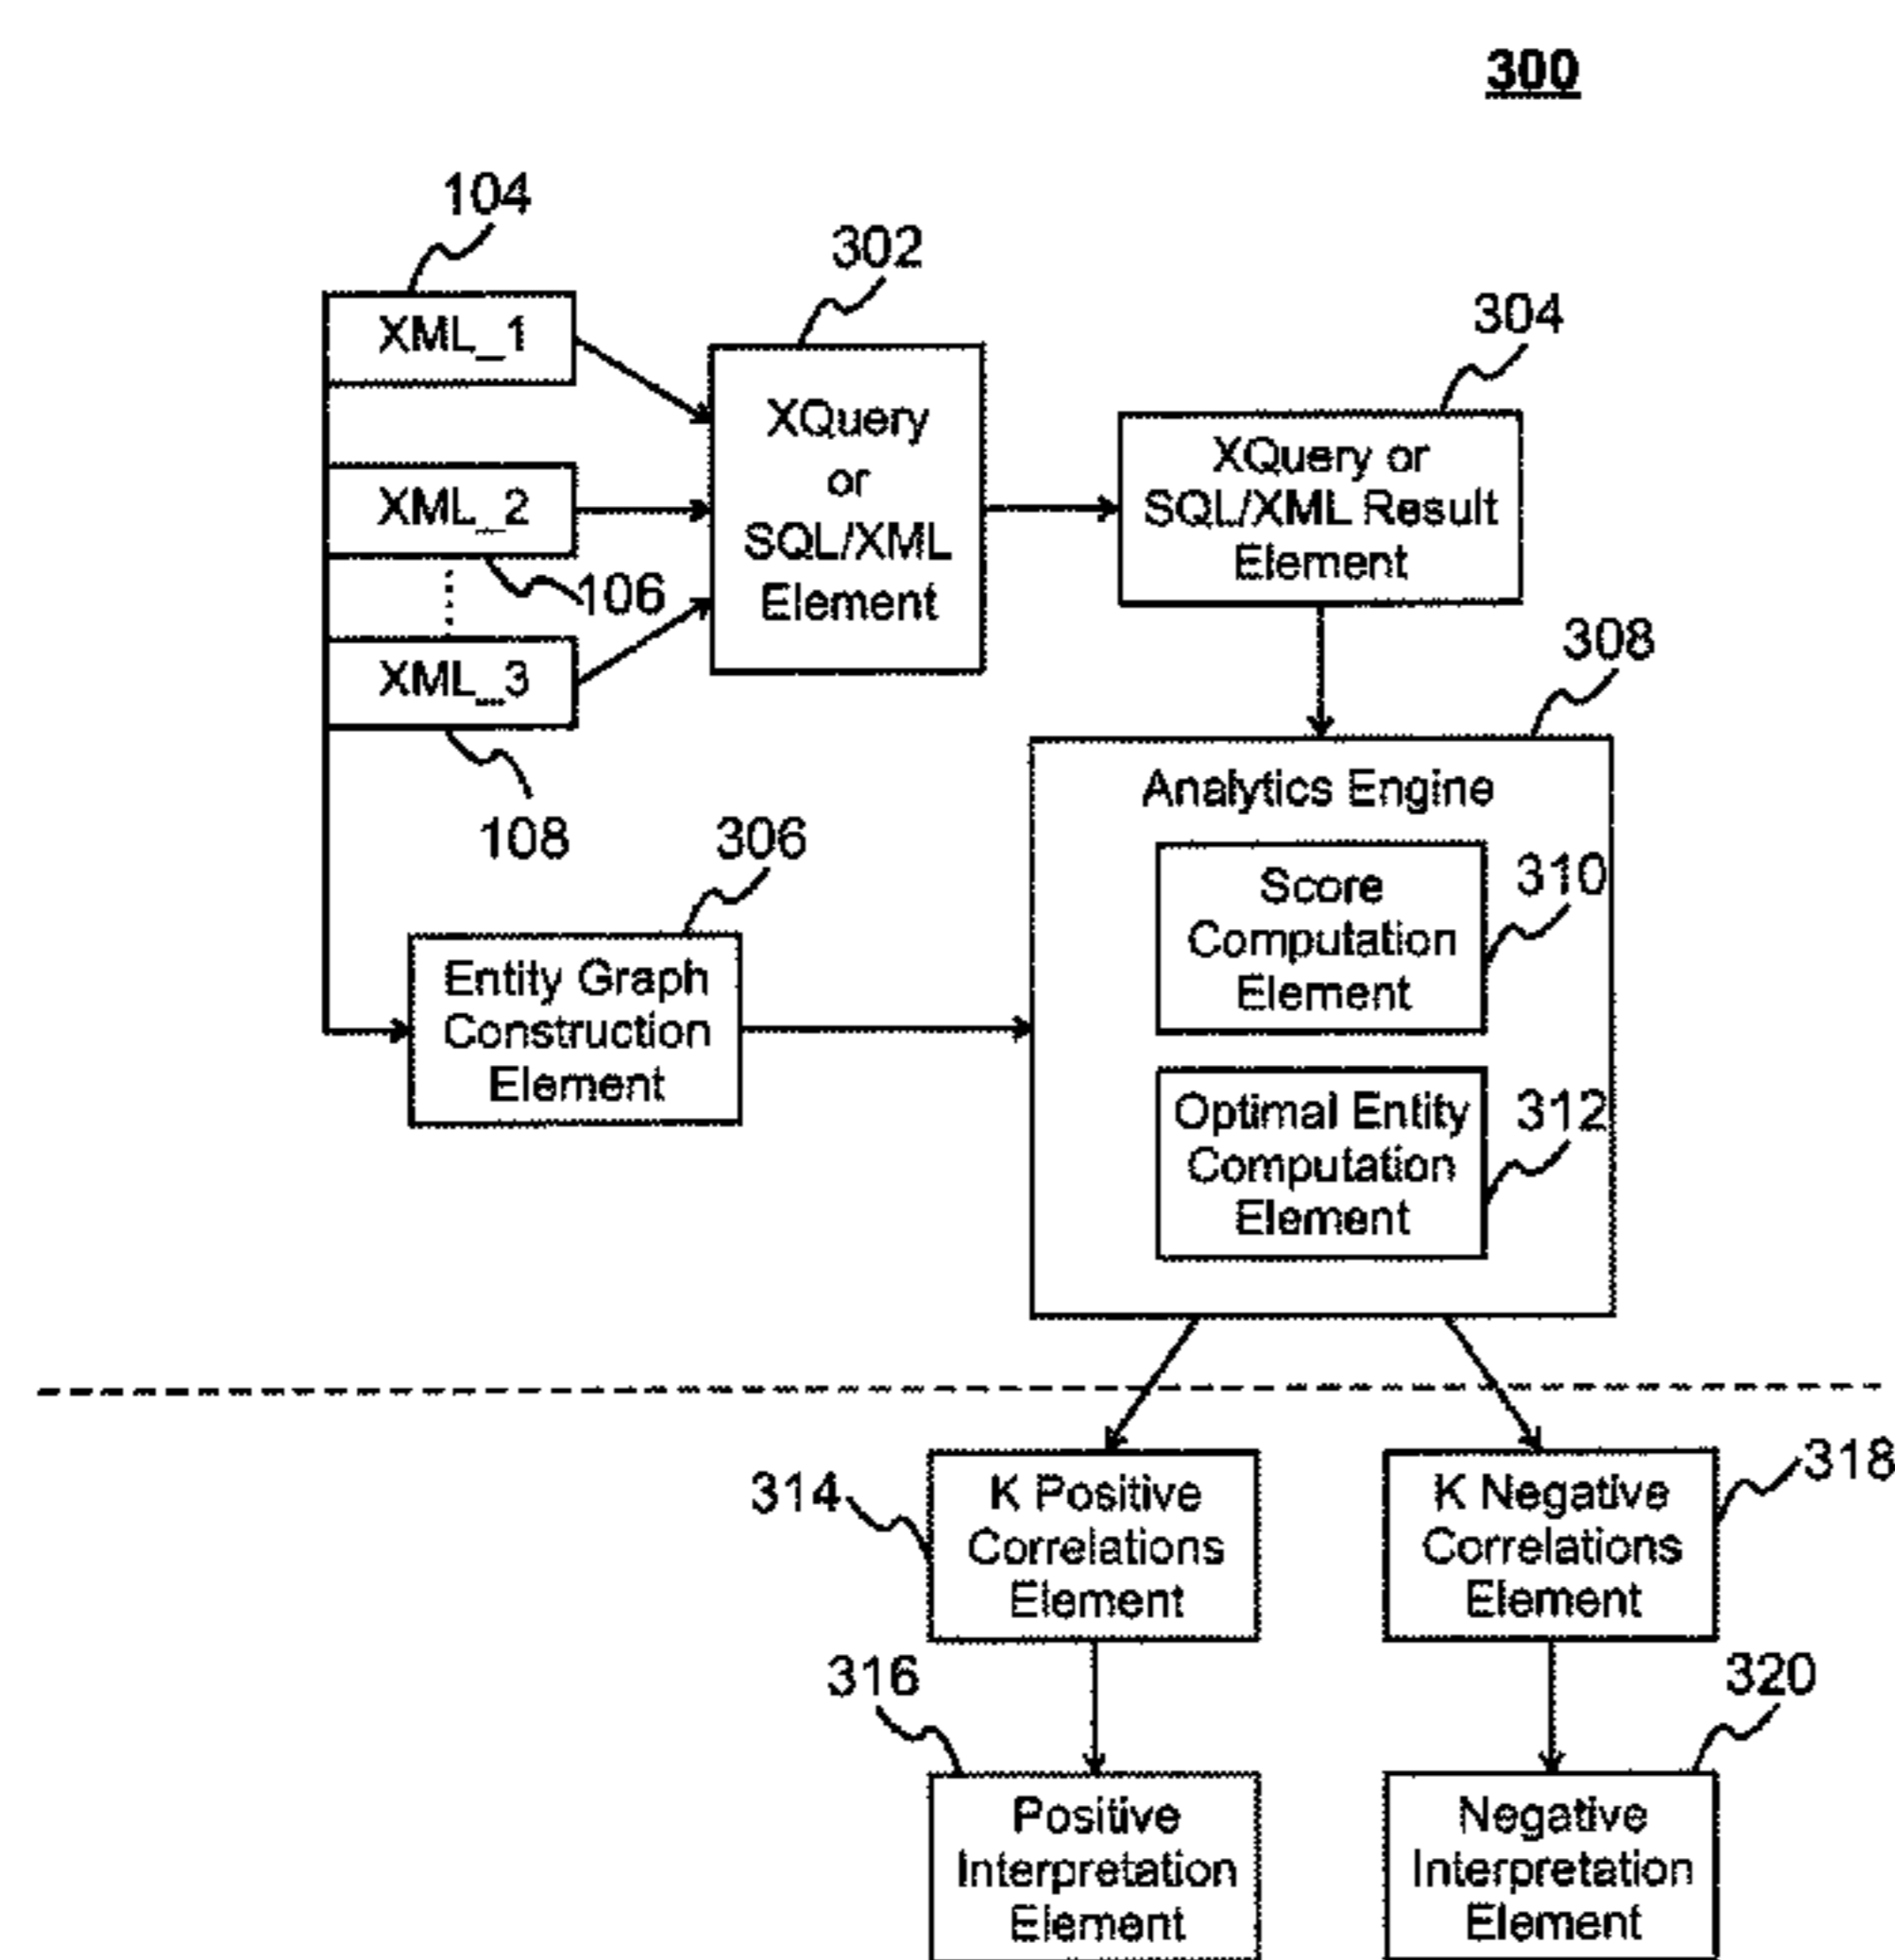 300
104
XML_1
302
XQuery
or
SQL/XML
Element
304
XQuery or
SQL/XML Result
Element
XML_2
106
XML_3
108
308
Analytics Engine
310
Score
Computation
Element
306
Entity Graph
Construction
Element
312
Optimal Entity
Computation
Element
314
K Positive
Correlations
Element
318
K Negative
Correlations
Element
316
Positive
Interpretation
Element
320
Negative
Interpretation
Element